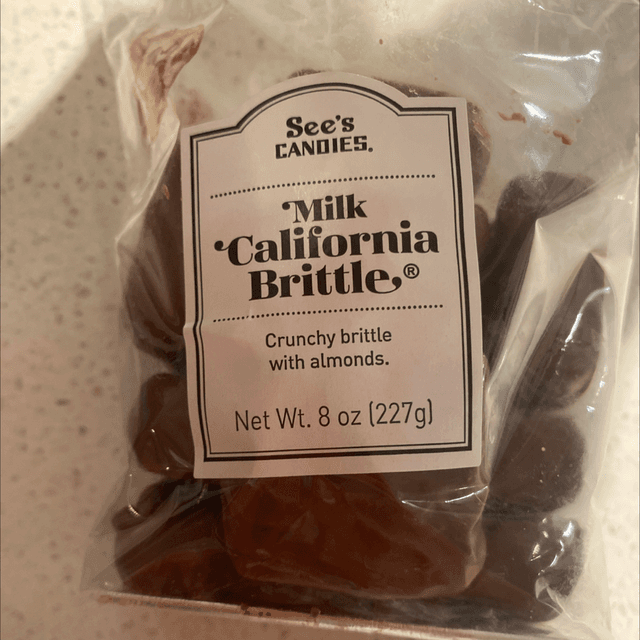 See's
CANDIES®
Milk
California
Brittle®
Crunchy brittle
with almonds.
Net Wt. 8 oz (227g)